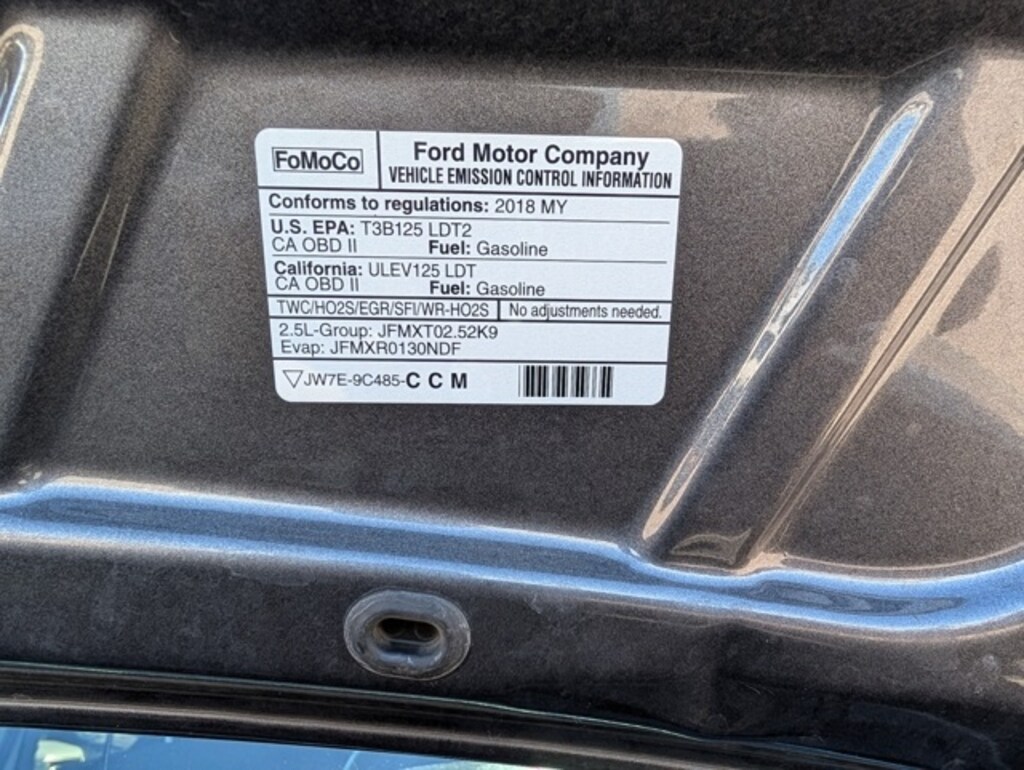 FoMoCo
Ford Motor Company
VEHICLE EMISSION CONTROL INFORMATION
Conforms to regulations: 2018 MY
U.S. EPA: T3B125 LDT2
CA OBD II Fuel: Gasoline
California: ULEV125 LDT
CA OBD II Fuel: Gasoline
TWC/HO2S/EGR/SFI/WR-HO2S No adjustments needed.
2.5L-Group: JFMXT02.52K9
Evap: JFMXR0130NDF
JW7E-9C485-C C M